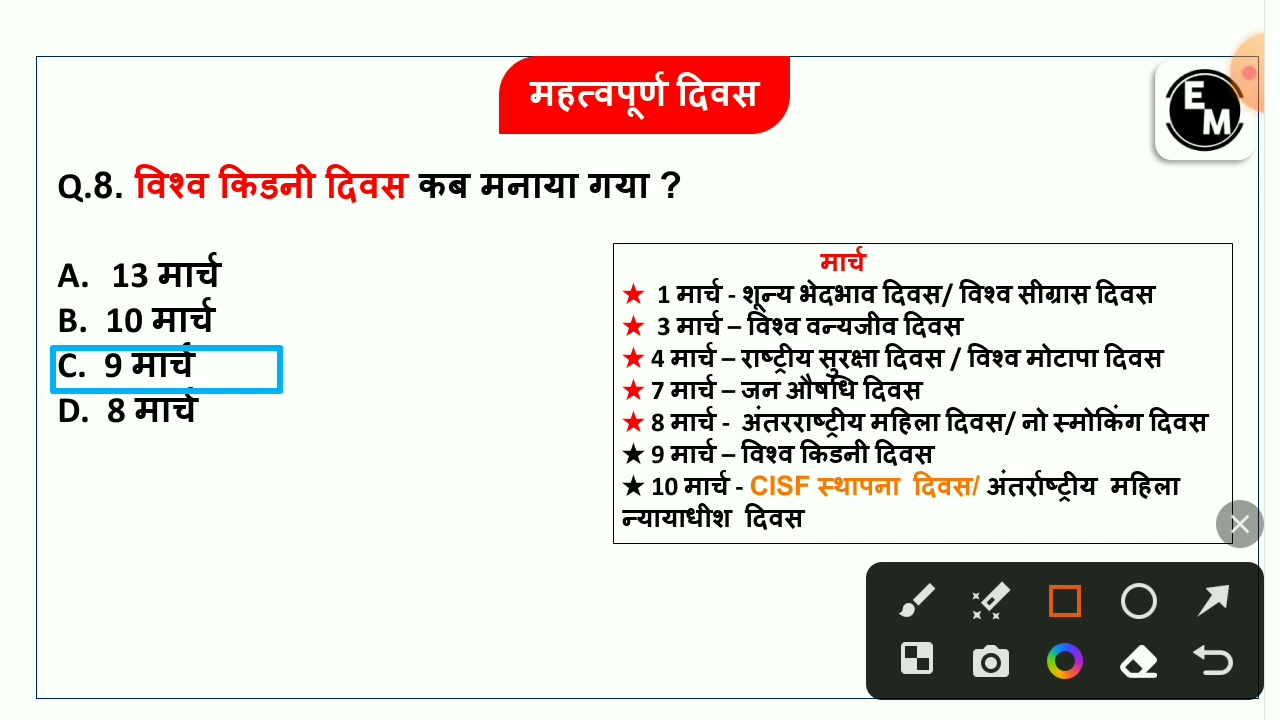 महत्वपूर्ण दिवस
E
M
Q.8. विश्व किडनी दिवस कब मनाया गया ?
A. 13 मार्च
B. 10 मार्च
C. 9 मार्च
D. 8 मार्च
मार्च
★ 1 मार्च - शून्य भेदभाव दिवस/ विश्व सीग्रास दिवस
★ 3 मार्च – विश्व वन्यजीव दिवस
★ 4 मार्च – राष्ट्रीय सुरक्षा दिवस / विश्व मोटापा दिवस
★ 7 मार्च – जन औषधि दिवस
★ 8 मार्च - अंतरराष्ट्रीय महिला दिवस/ नो स्मोकिंग दिवस
★ 9 मार्च – विश्व किडनी दिवस
★ 10 मार्च - CISF स्थापना दिवस/ अंतर्राष्ट्रीय महिला
न्यायाधीश दिवस